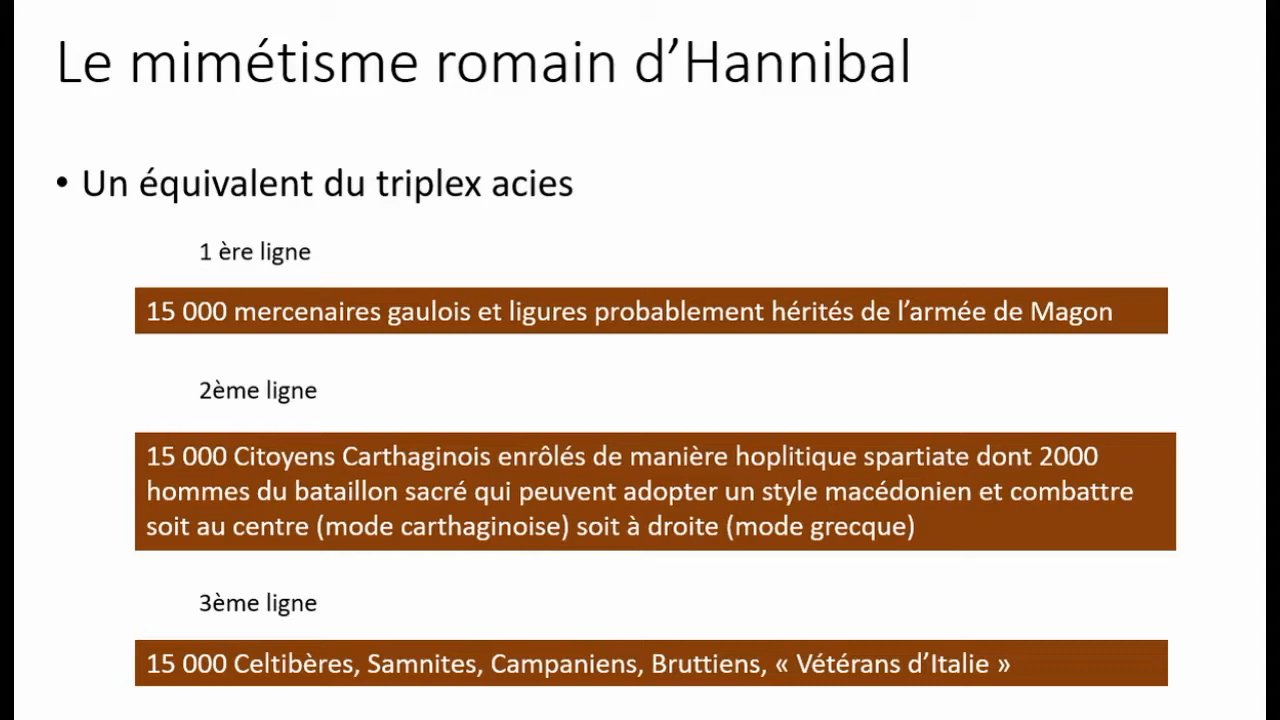 Le mimétisme romain d’Hannibal
• Un équivalent du triplex acies
1 ère ligne
15 000 mercenaires gaulois et ligures probablement hérités de l’armée de Magon
2ème ligne
15 000 Citoyens Carthaginois enrôlés de manière hoplitique spartiate dont 2000
hommes du bataillon sacré qui peuvent adopter un style macédonien et combattre
soit au centre (mode carthaginoise) soit à droite (mode grecque)
3ème ligne
15 000 Celtibères, Samnites, Campaniens, Bruttiens, « Vétérans d’Italie »